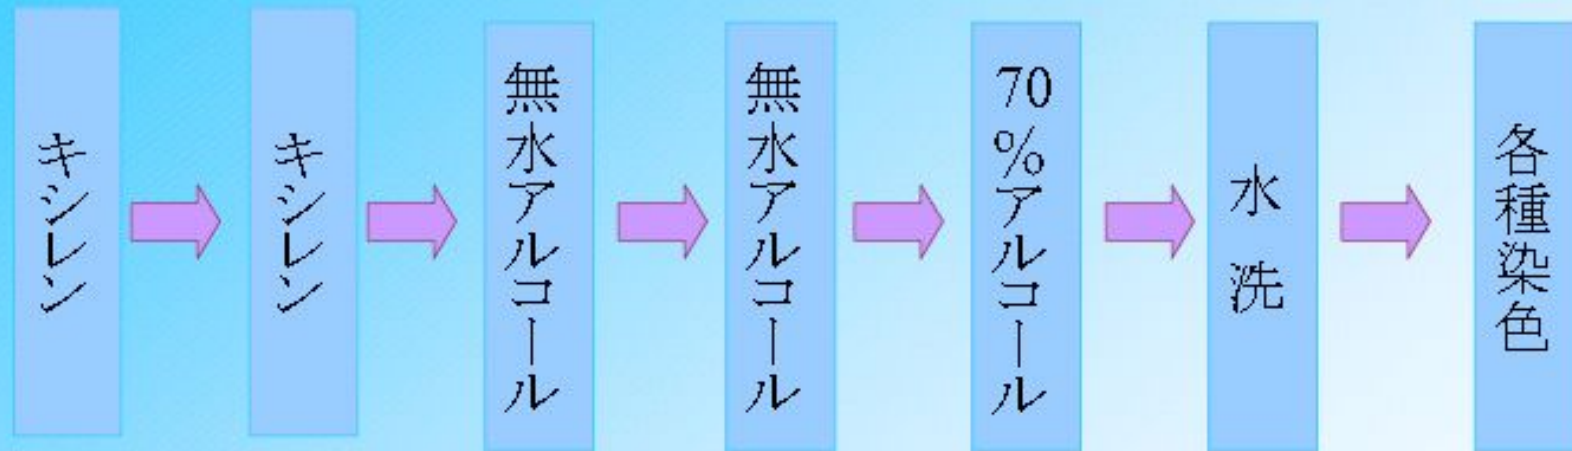 キシレン
キシレン
無水アルコール
無水アルコール
70%アルコール
水洗
各種染色